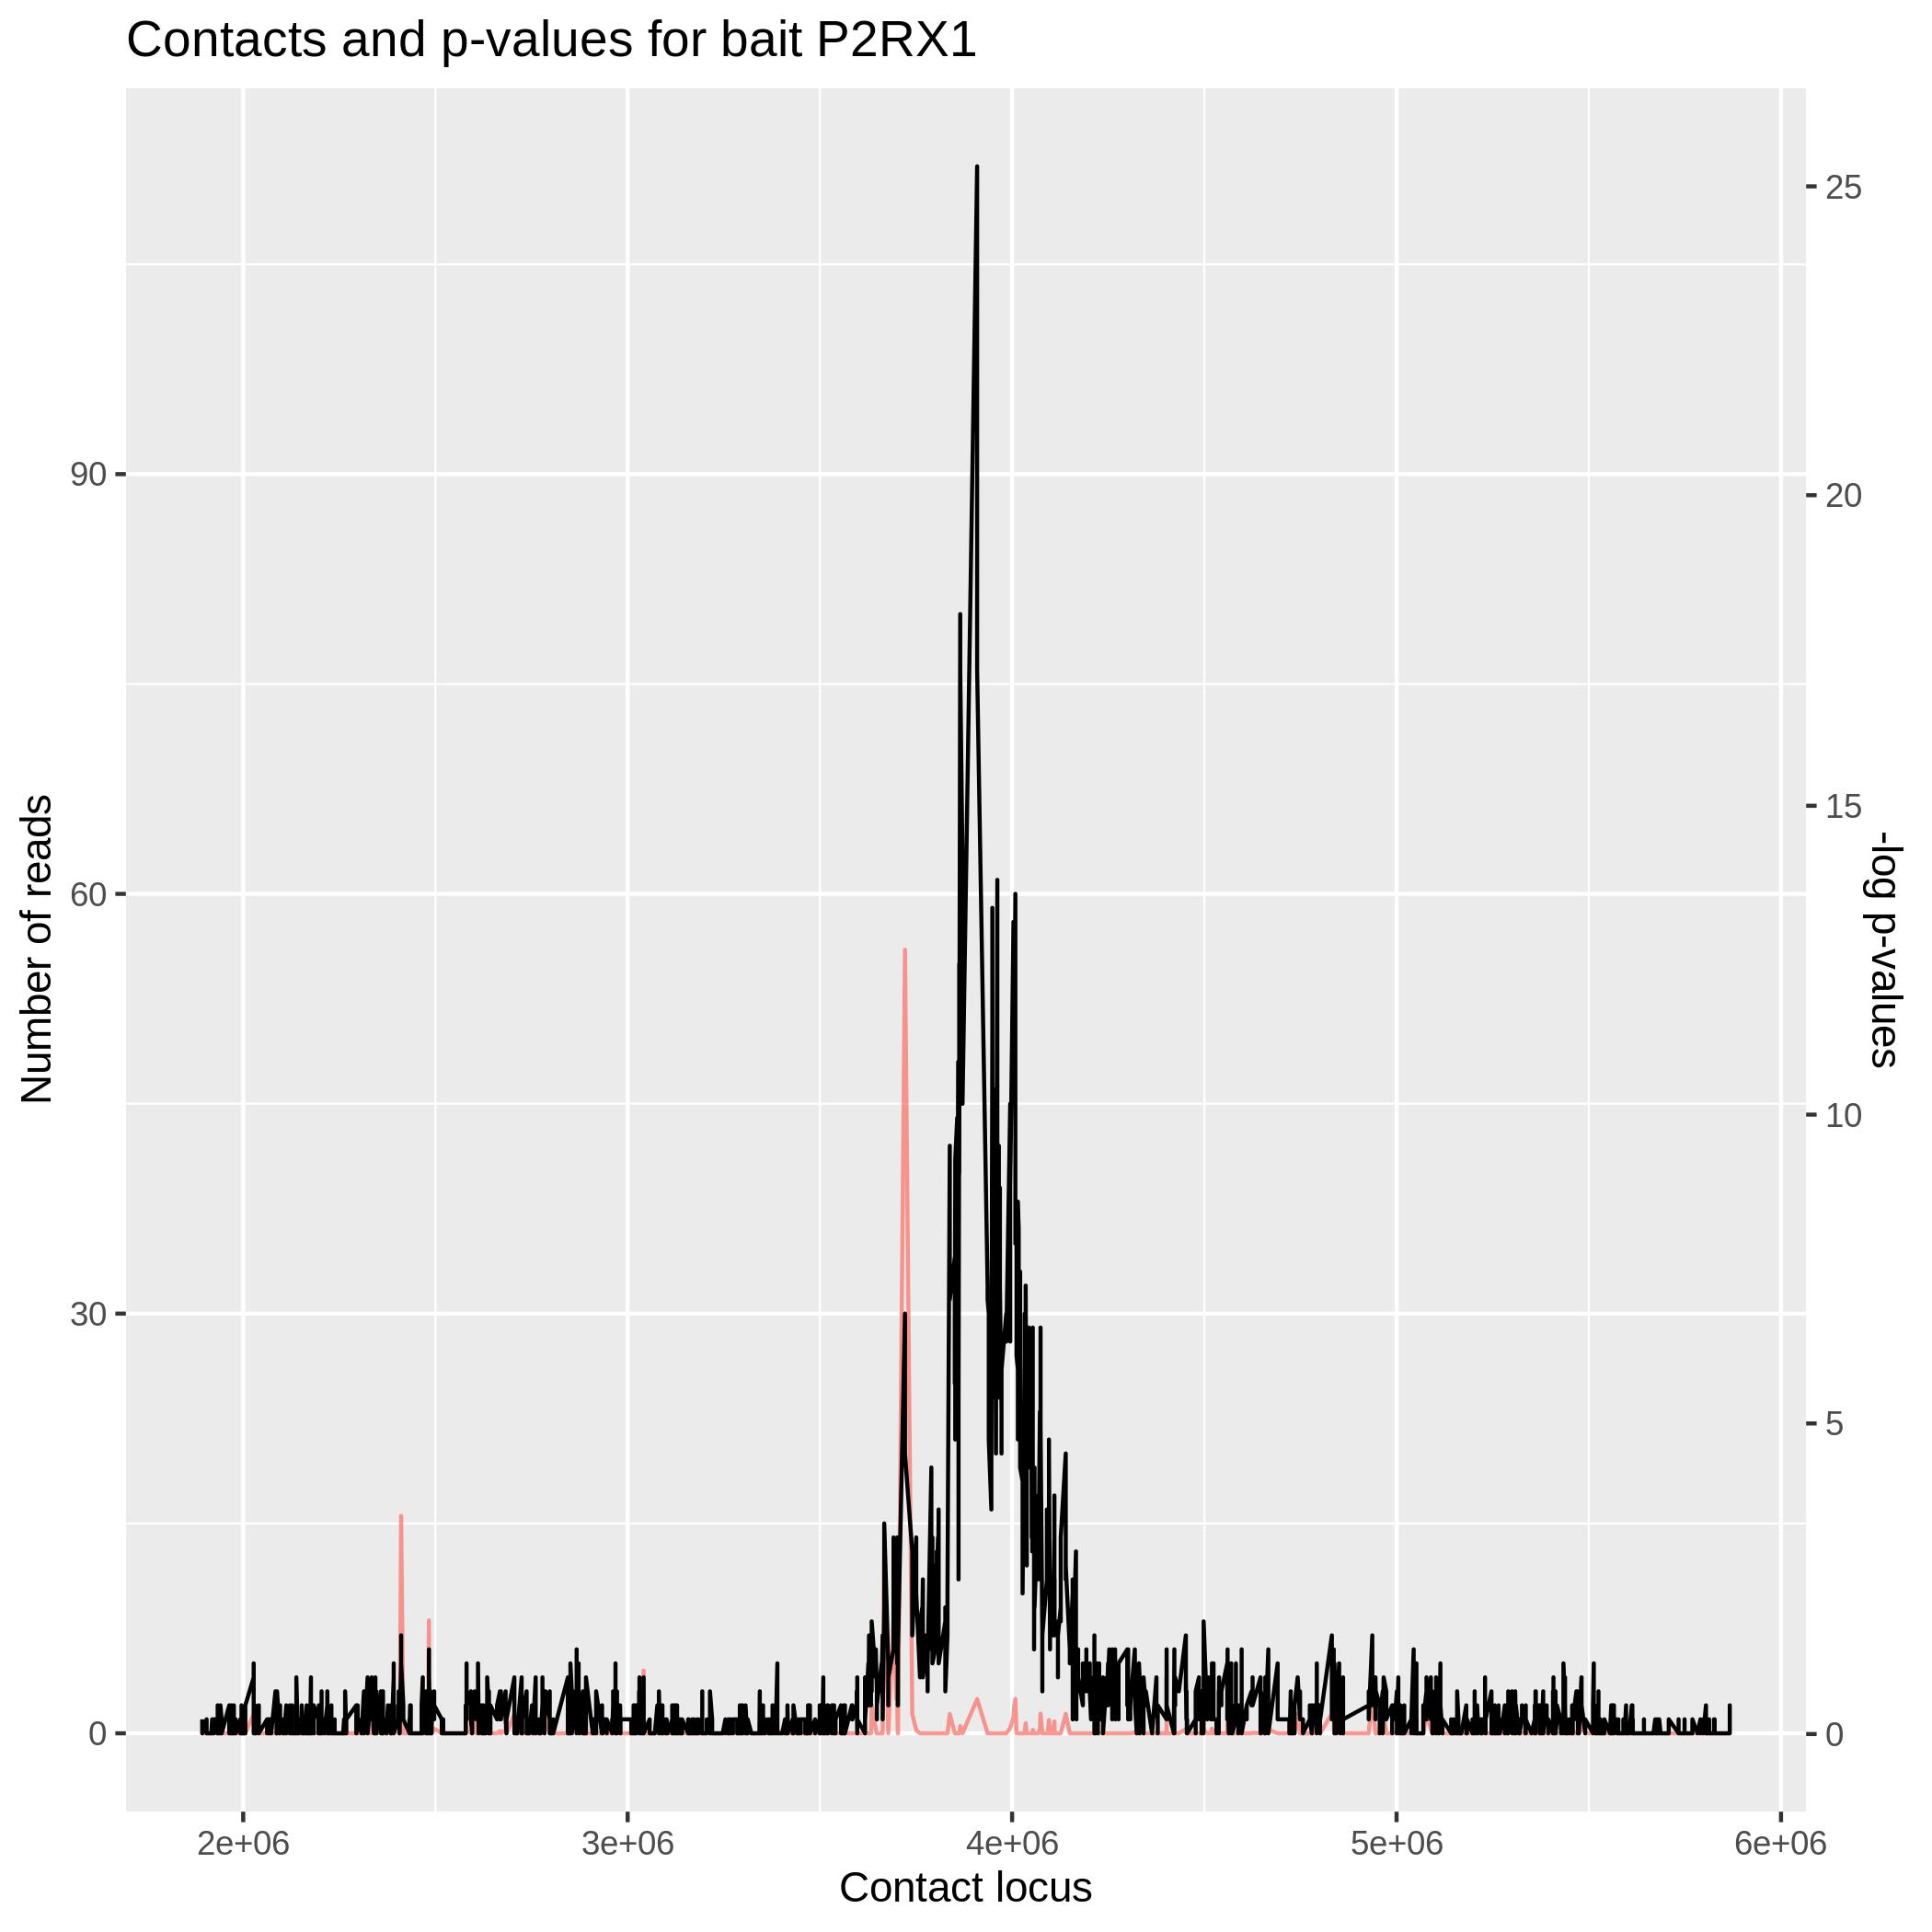 Contacts and p-values for bait P2RX1
Number of reads
90
60
30
0
25
20
15
10
5
0
-log p-values
2e+06 3e+06 4e+06 5e+06 6e+06
Contact locus